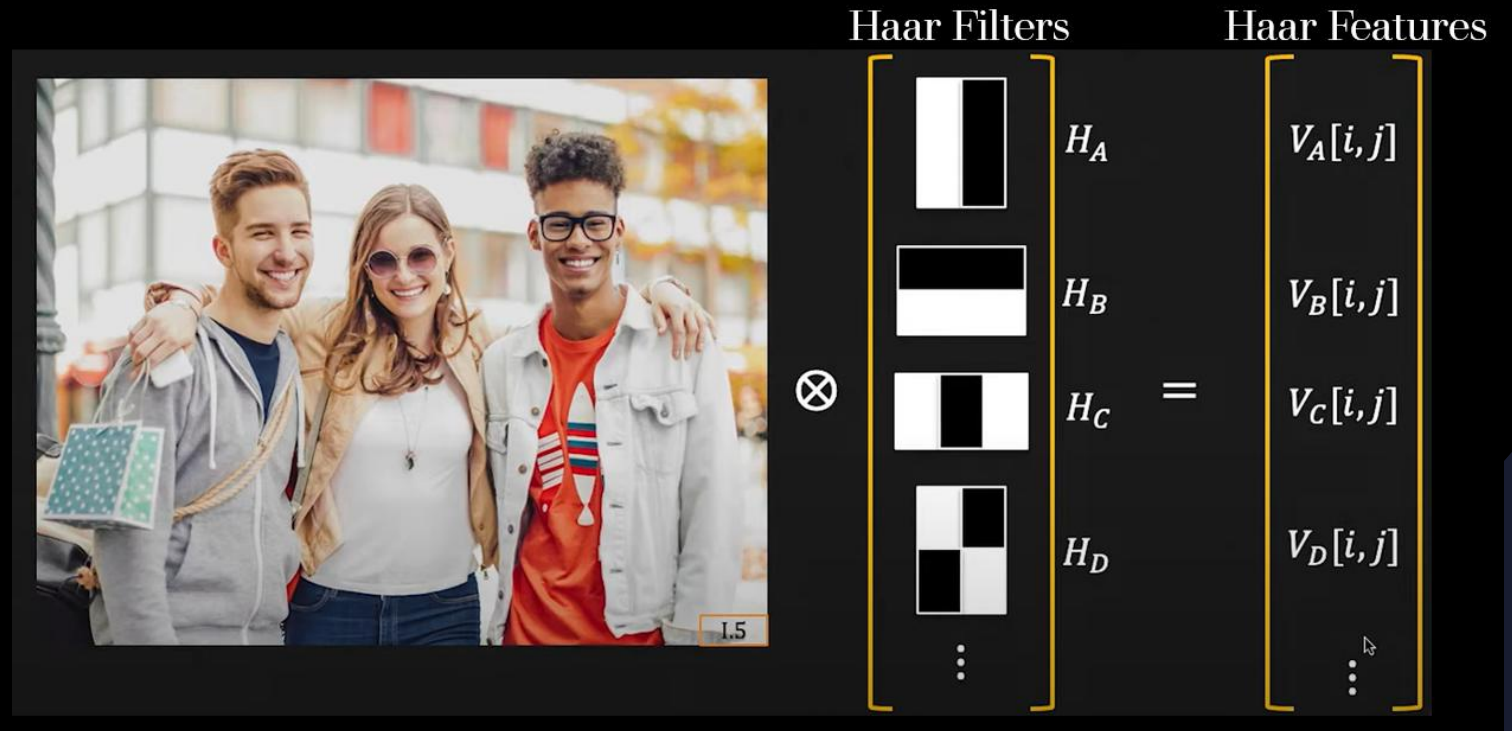 Haar Filters
Haar Features
H_A
V_A[i, j]
H_B
V_B[i, j]
⊗
H_C
=
V_C[i, j]
H_D
V_D[i, j]
I.5
⋮
⋮